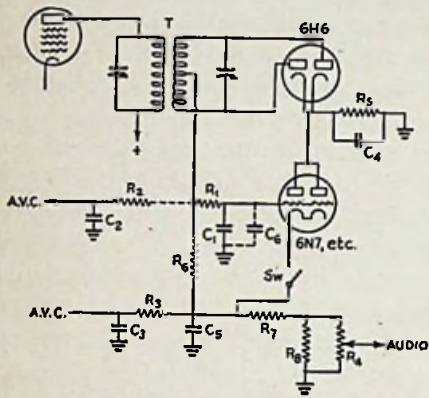 T
6H6
+
R5
C4
A.V.C.
R2
R1
C2
C1
C6
6N7, etc.
R6
Sw
A.V.C.
R3
R7
C3
C5
R8
R4
AUDIO